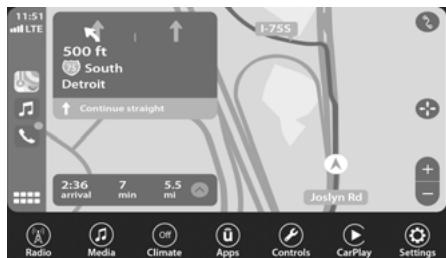 11:51
LTE
500 ft
75 South
Detroit
Continue straight
2:36 7 5.5
arrival min mi
I-75S
Joslyn Rd
+
−
Off
ū
Radio Media Climate Apps Controls CarPlay Settings